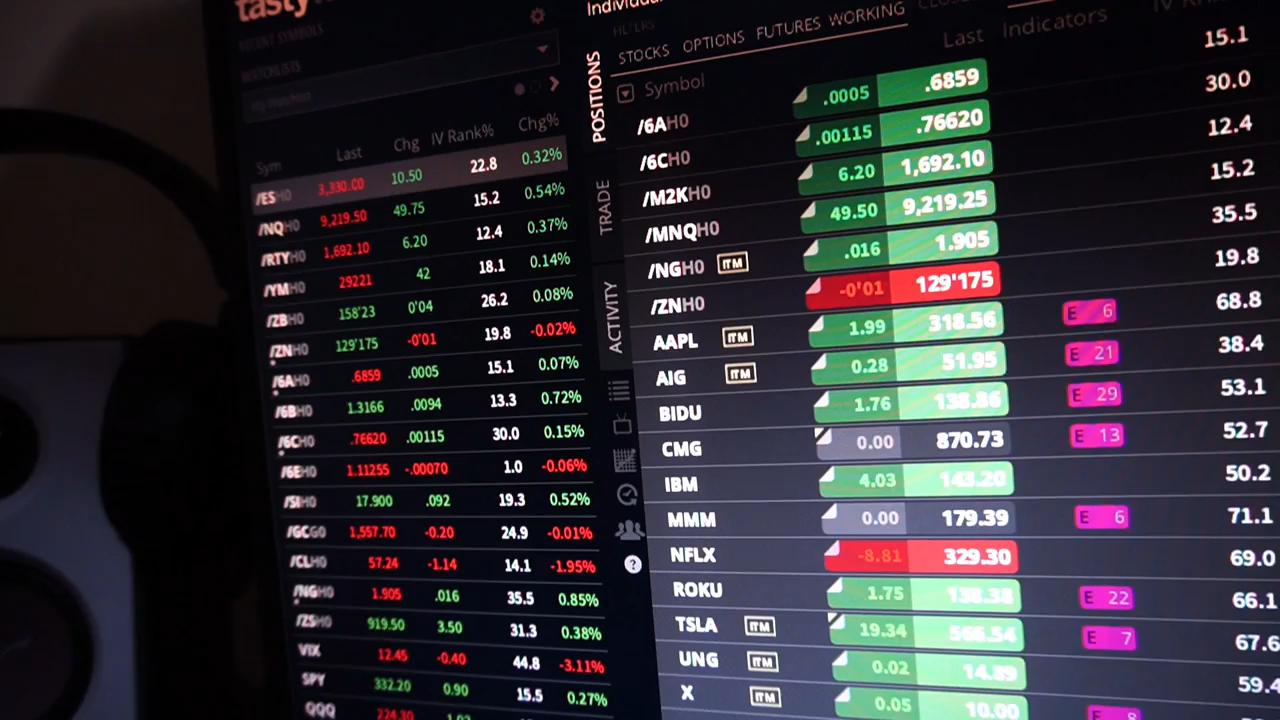 tasty
RECENT SYMBOLS
WATCHLISTS
My Watchlist
Sym Last Chg IV Rank% Chg%
/ESH0 3,330.00 10.50 22.8 0.32%
/NQH0 9,219.50 49.75 15.2 0.54%
/RTYH0 1,692.10 6.20 12.4 0.37%
/YMH0 29221 42 18.1 0.14%
/ZBH0 158'23 0'04 26.2 0.08%
/ZNH0 129'175 -0'01 19.8 -0.02%
/6AH0 .6859 .0005 15.1 0.07%
/6BH0 1.3166 .0094 13.3 0.72%
/6CH0 .76620 .00115 30.0 0.15%
/6EH0 1.11255 -.00070 1.0 -0.06%
/SIH0 17.900 .092 19.3 0.52%
/GCG0 1,557.70 -0.20 24.9 -0.01%
/CLH0 57.24 -1.14 14.1 -1.95%
/NGH0 1.905 .016 35.5 0.85%
/ZSH0 919.50 3.50 31.3 0.38%
VIX 12.45 -0.40 44.8 -3.11%
SPY 332.20 0.90 15.5 0.27%
QQQ 224.30
POSITIONS
TRADE
ACTIVITY
?
Individual
FILTERS
STOCKS OPTIONS FUTURES WORKING
Symbol Last Indicators
/6AH0 .0005 .6859 15.1
/6CH0 .00115 .76620 30.0
/M2KH0 6.20 1,692.10 12.4
/MNQH0 49.50 9,219.25 15.2
/NGH0 ITM .016 1.905 35.5
/ZNH0 -0'01 129'175 19.8
AAPL ITM 1.99 318.56 E 6 68.8
AIG ITM 0.28 51.95 E 21 38.4
BIDU 1.76 138.86 E 29 53.1
CMG 0.00 870.73 E 13 52.7
IBM 4.03 143.20 50.2
MMM 0.00 179.39 E 6 71.1
NFLX -8.81 329.30 69.0
ROKU 1.75 138.38 E 22 66.1
TSLA ITM 19.34 566.54 E 7 67.6
UNG ITM 0.02 14.89 59.4
X ITM 0.05 10.00 E